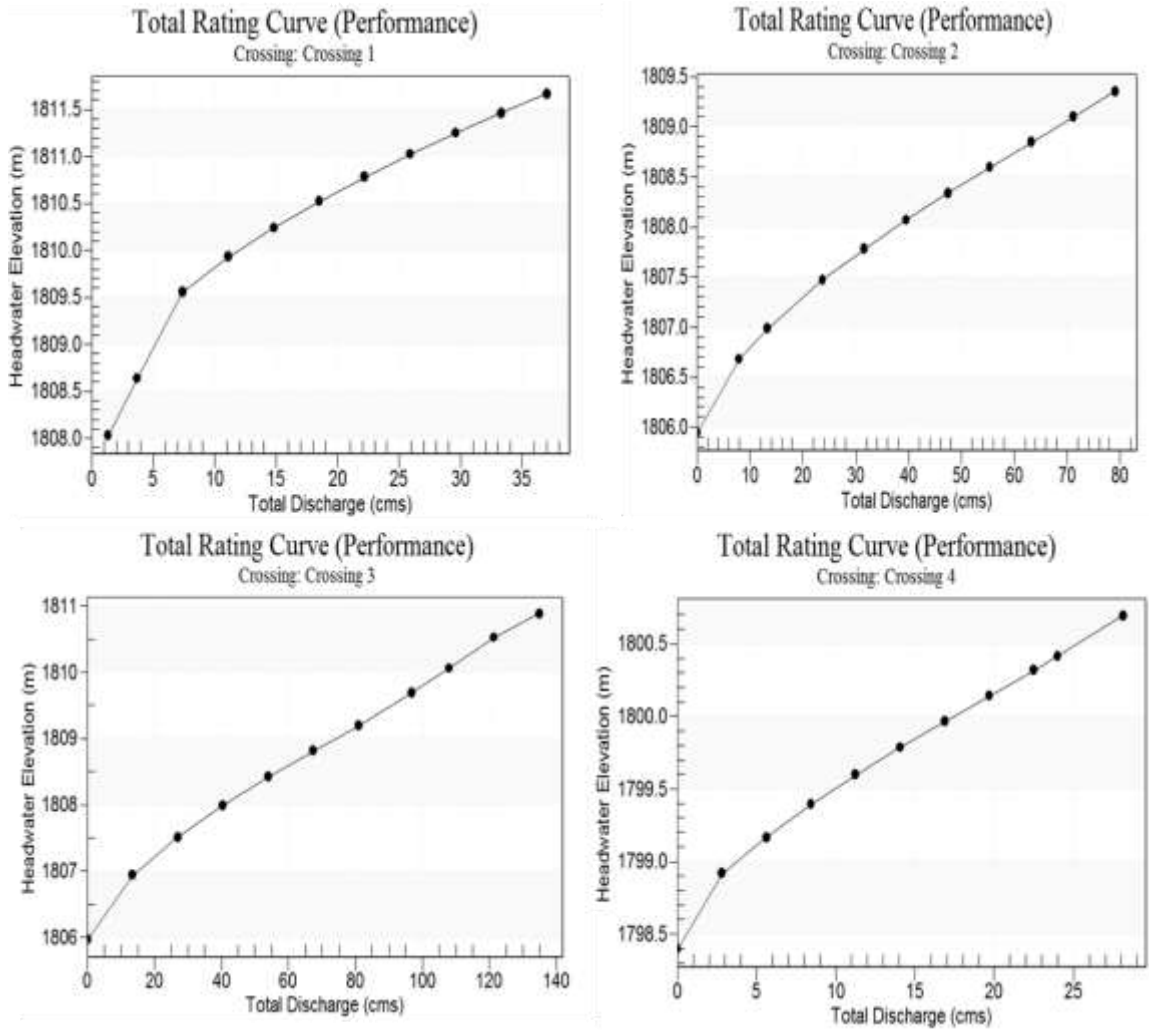 Total Rating Curve (Performance)
Crossing: Crossing 1
Headwater Elevation (m)
1811.5
1811.0
1810.5
1810.0
1809.5
1809.0
1808.5
1808.0
0 5 10 15 20 25 30 35
Total Discharge (cms)
Total Rating Curve (Performance)
Crossing: Crossing 2
Headwater Elevation (m)
1809.5
1809.0
1808.5
1808.0
1807.5
1807.0
1806.5
1806.0
0 10 20 30 40 50 60 70 80
Total Discharge (cms)
Total Rating Curve (Performance)
Crossing: Crossing 3
Headwater Elevation (m)
1811
1810
1809
1808
1807
1806
0 20 40 60 80 100 120 140
Total Discharge (cms)
Total Rating Curve (Performance)
Crossing: Crossing 4
Headwater Elevation (m)
1800.5
1800.0
1799.5
1799.0
1798.5
0 5 10 15 20 25
Total Discharge (cms)